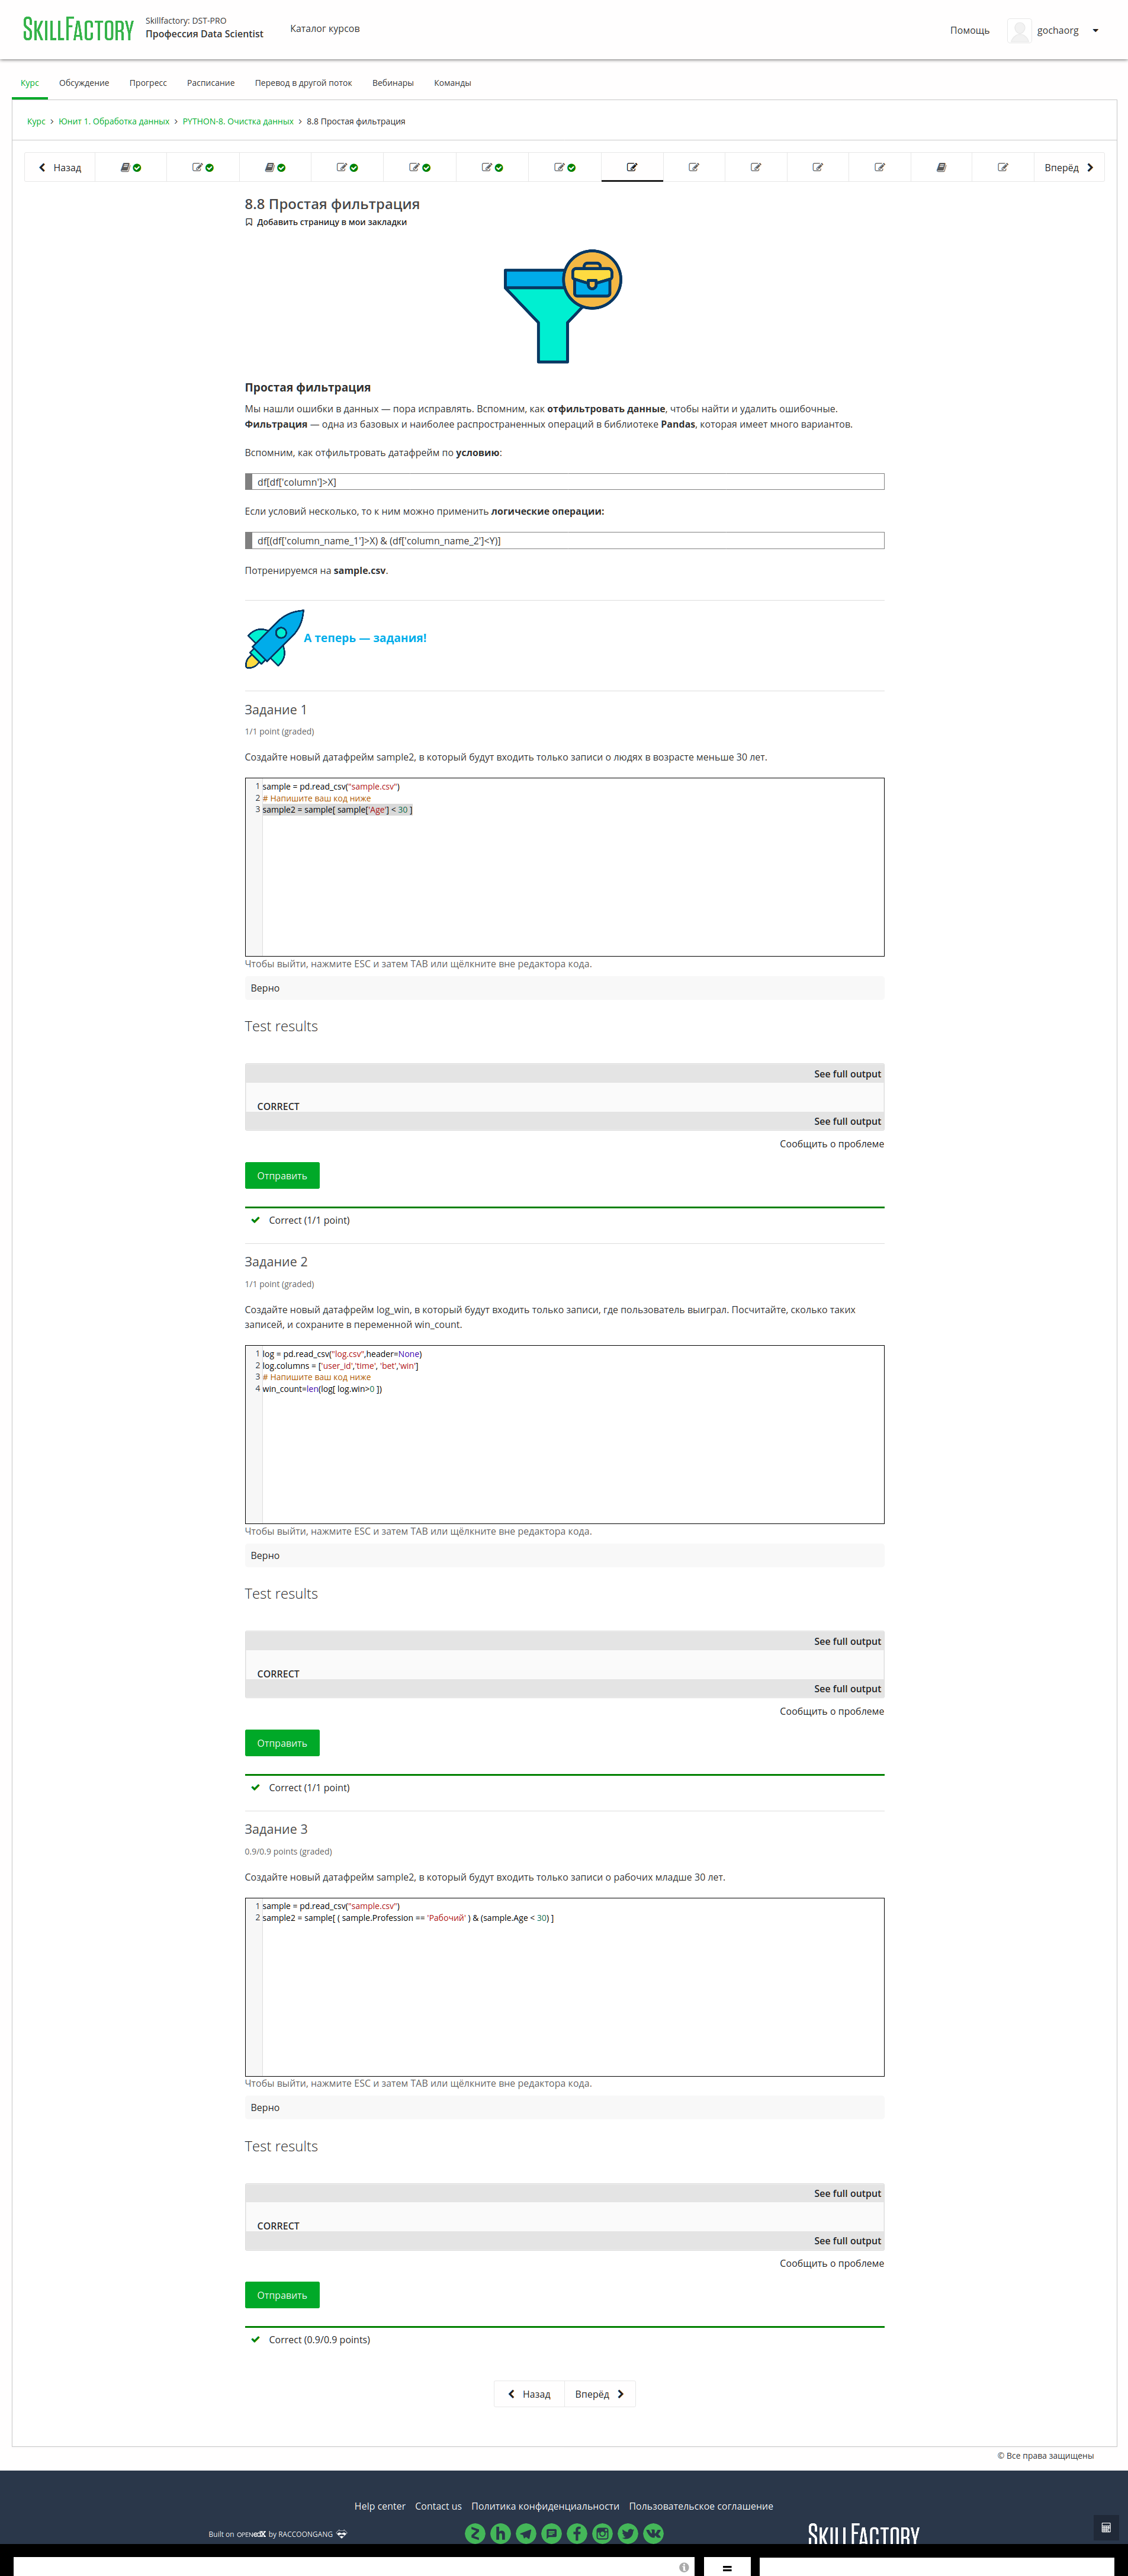 SKILLFACTORY
Skillfactory: DST-PRO
Профессия Data Scientist
Каталог курсов
Помощь
gochaorg
Курс Обсуждение Прогресс Расписание Перевод в другой поток Вебинары Команды
Курс › Юнит 1. Обработка данных › PYTHON-8. Очистка данных › 8.8 Простая фильтрация
Назад
Вперёд
8.8 Простая фильтрация
Добавить страницу в мои закладки
Простая фильтрация
Мы нашли ошибки в данных — пора исправлять. Вспомним, как отфильтровать данные, чтобы найти и удалить ошибочные.
Фильтрация — одна из базовых и наиболее распространенных операций в библиотеке Pandas, которая имеет много вариантов.
Вспомним, как отфильтровать датафрейм по условию:
df[df['column']>X]
Если условий несколько, то к ним можно применить логические операции:
df[(df['column_name_1']>X) & (df['column_name_2']<Y)]
Потренируемся на sample.csv.
А теперь — задания!
Задание 1
1/1 point (graded)
Создайте новый датафрейм sample2, в который будут входить только записи о людях в возрасте меньше 30 лет.
1 sample = pd.read_csv("sample.csv")
2 # Напишите ваш код ниже
3 sample2 = sample[ sample['Age'] < 30 ]
Чтобы выйти, нажмите ESC и затем TAB или щёлкните вне редактора кода.
Верно
Test results
See full output
CORRECT
See full output
Сообщить о проблеме
Отправить
Correct (1/1 point)
Задание 2
1/1 point (graded)
Создайте новый датафрейм log_win, в который будут входить только записи, где пользователь выиграл. Посчитайте, сколько таких
записей, и сохраните в переменной win_count.
1 log = pd.read_csv("log.csv",header=None)
2 log.columns = ['user_id','time', 'bet','win']
3 # Напишите ваш код ниже
4 win_count=len(log[ log.win>0 ])
Чтобы выйти, нажмите ESC и затем TAB или щёлкните вне редактора кода.
Верно
Test results
See full output
CORRECT
See full output
Сообщить о проблеме
Отправить
Correct (1/1 point)
Задание 3
0.9/0.9 points (graded)
Создайте новый датафрейм sample2, в который будут входить только записи о рабочих младше 30 лет.
1 sample = pd.read_csv("sample.csv")
2 sample2 = sample[ ( sample.Profession == 'Рабочий' ) & (sample.Age < 30) ]
Чтобы выйти, нажмите ESC и затем TAB или щёлкните вне редактора кода.
Верно
Test results
See full output
CORRECT
See full output
Сообщить о проблеме
Отправить
Correct (0.9/0.9 points)
Назад Вперёд
© Все права защищены
Help center Contact us Политика конфиденциальности Пользовательское соглашение
Built on OPEN edX by RACCOONGANG
SKILLFACTORY
=